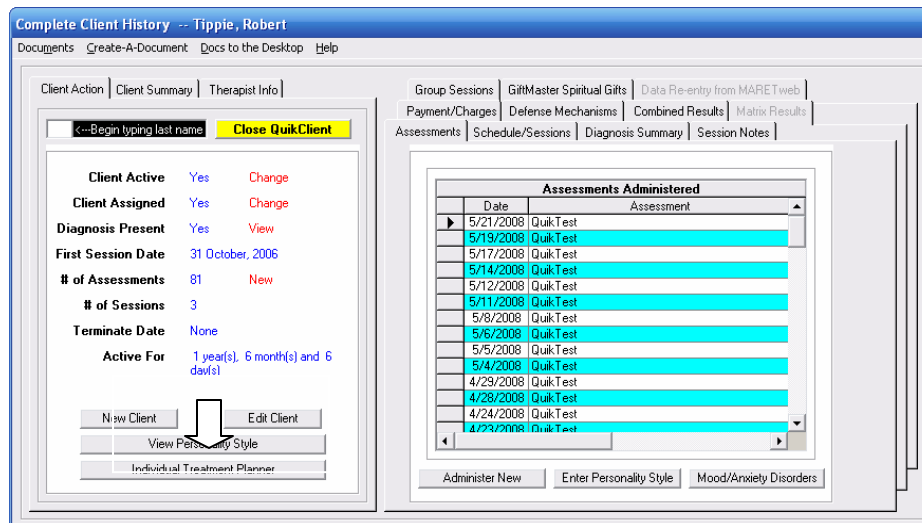 Complete Client History -- Tippie, Robert
Documents Create-A-Document Docs to the Desktop Help
Client Action Client Summary Therapist Info
<---Begin typing last name Close QuikClient
Client Active Yes Change
Client Assigned Yes Change
Diagnosis Present Yes View
First Session Date 31 October, 2006
# of Assessments 81 New
# of Sessions 3
Terminate Date None
Active For 1 year(s), 6 month(s) and 6
day(s)
New Client Edit Client
View Personality Style
Individual Treatment Planner
Group Sessions GiftMaster Spiritual Gifts Data Re-entry from MARETweb
Payment/Charges Defense Mechanisms Combined Results Matrix Results
Assessments Schedule/Sessions Diagnosis Summary Session Notes
Assessments Administered
Date Assessment
5/21/2008 QuikTest
5/19/2008 QuikTest
5/17/2008 QuikTest
5/14/2008 QuikTest
5/12/2008 QuikTest
5/11/2008 QuikTest
5/8/2008 QuikTest
5/6/2008 QuikTest
5/5/2008 QuikTest
5/4/2008 QuikTest
4/29/2008 QuikTest
4/28/2008 QuikTest
4/24/2008 QuikTest
4/23/2008 QuikTest
Administer New Enter Personality Style Mood/Anxiety Disorders